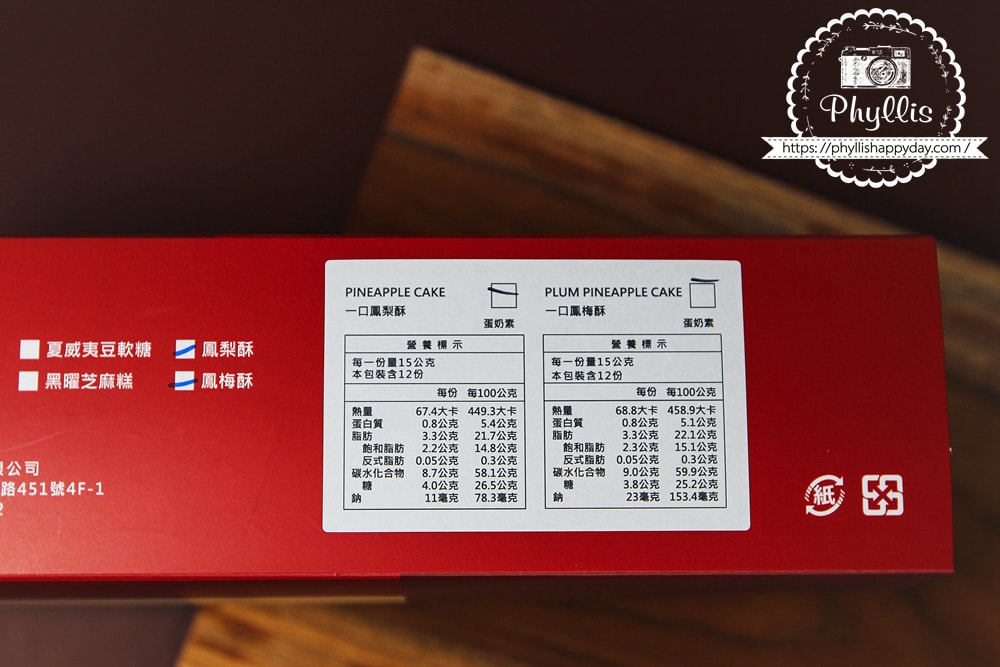 Phyllis
https://phyllishappyday.com/
夏威夷豆軟糖 鳳梨酥
黑曜芝麻糕 鳳梅酥
公司
路451號4F-1
PINEAPPLE CAKE
一口鳳梨酥
蛋奶素
營養標示
每一份量15公克
本包裝含12份
每份 每100公克
熱量 67.4大卡 449.3大卡
蛋白質 0.8公克 5.4公克
脂肪 3.3公克 21.7公克
飽和脂肪 2.2公克 14.8公克
反式脂肪 0.05公克 0.3公克
碳水化合物 8.7公克 58.1公克
糖 4.0公克 26.5公克
鈉 11毫克 78.3毫克
PLUM PINEAPPLE CAKE
一口鳳梅酥
蛋奶素
營養標示
每一份量15公克
本包裝含12份
每份 每100公克
熱量 68.8大卡 458.9大卡
蛋白質 0.8公克 5.1公克
脂肪 3.3公克 22.1公克
飽和脂肪 2.3公克 15.1公克
反式脂肪 0.05公克 0.3公克
碳水化合物 9.0公克 59.9公克
糖 3.8公克 25.2公克
鈉 23毫克 153.4毫克
紙